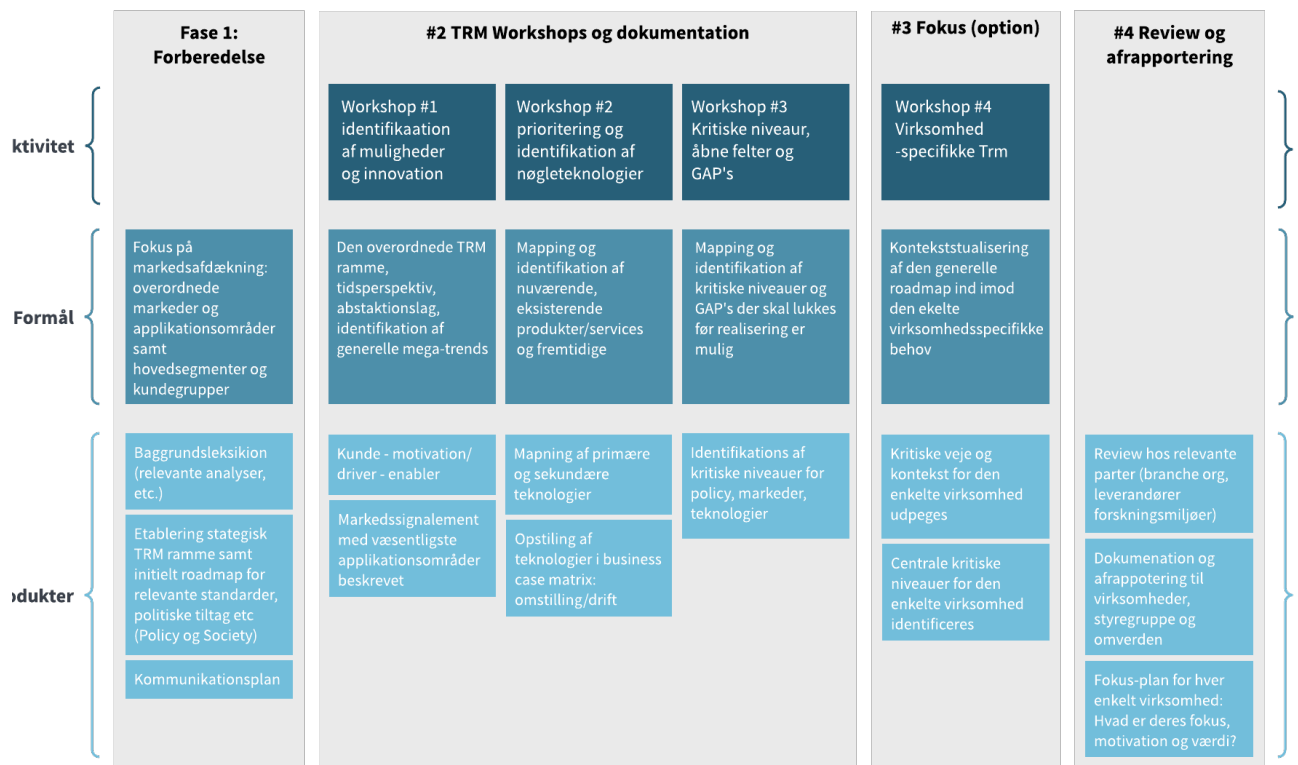 Fase 1:
Forberedelse
#2 TRM Workshops og dokumentation
#3 Fokus (option)
#4 Review og
afrapportering
ktivitet
Workshop #1
identifikaation
af muligheder
og innovation
Workshop #2
prioritering og
identifikation af
nøgleteknologier
Workshop #3
Kritiske niveaur,
åbne felter og
GAP's
Workshop #4
Virksomhed
-specifikke Trm
Formål
Fokus på
markedsafdækning:
overordnede
markeder og
applikationsområder
samt
hovedsegmenter og
kundegrupper
Den overordnede TRM
ramme,
tidsperspektiv,
abstaktionslag,
identifikation af
generelle mega-trends
Mapping og
identifikation af
nuværende,
eksisterende
produkter/services
og fremtidige
Mapping og
identifikation af
kritiske niveauer og
GAP's der skal lukkes
før realisering er
mulig
Kontekststualisering
af den generelle
roadmap ind imod
den ekelte
virksomhedsspecifikke
behov
odukter
Baggrundsleksikion
(relevante analyser,
etc.)
Etablering stategisk
TRM ramme samt
initielt roadmap for
relevante standarder,
politiske tiltag etc
(Policy og Society)
Kommunikationsplan
Kunde - motivation/
driver - enabler
Markedssignalement
med væsentligste
applikationsområder
beskrevet
Mapning af primære
og sekundære
teknologier
Opstiling af
teknologier i business
case matrix:
omstilling/drift
Identifikations af
kritiske niveauer for
policy, markeder,
teknologier
Kritiske veje og
kontekst for den
enkelte virksomhed
udpeges
Centrale kritiske
niveauer for den
enkelte virksomhed
identificeres
Review hos relevante
parter (branche org,
leverandører
forskningsmiljøer)
Dokumenation og
afrappotering til
virksomheder,
styregruppe og
omverden
Fokus-plan for hver
enkelt virksomhed:
Hvad er deres fokus,
motivation og værdi?